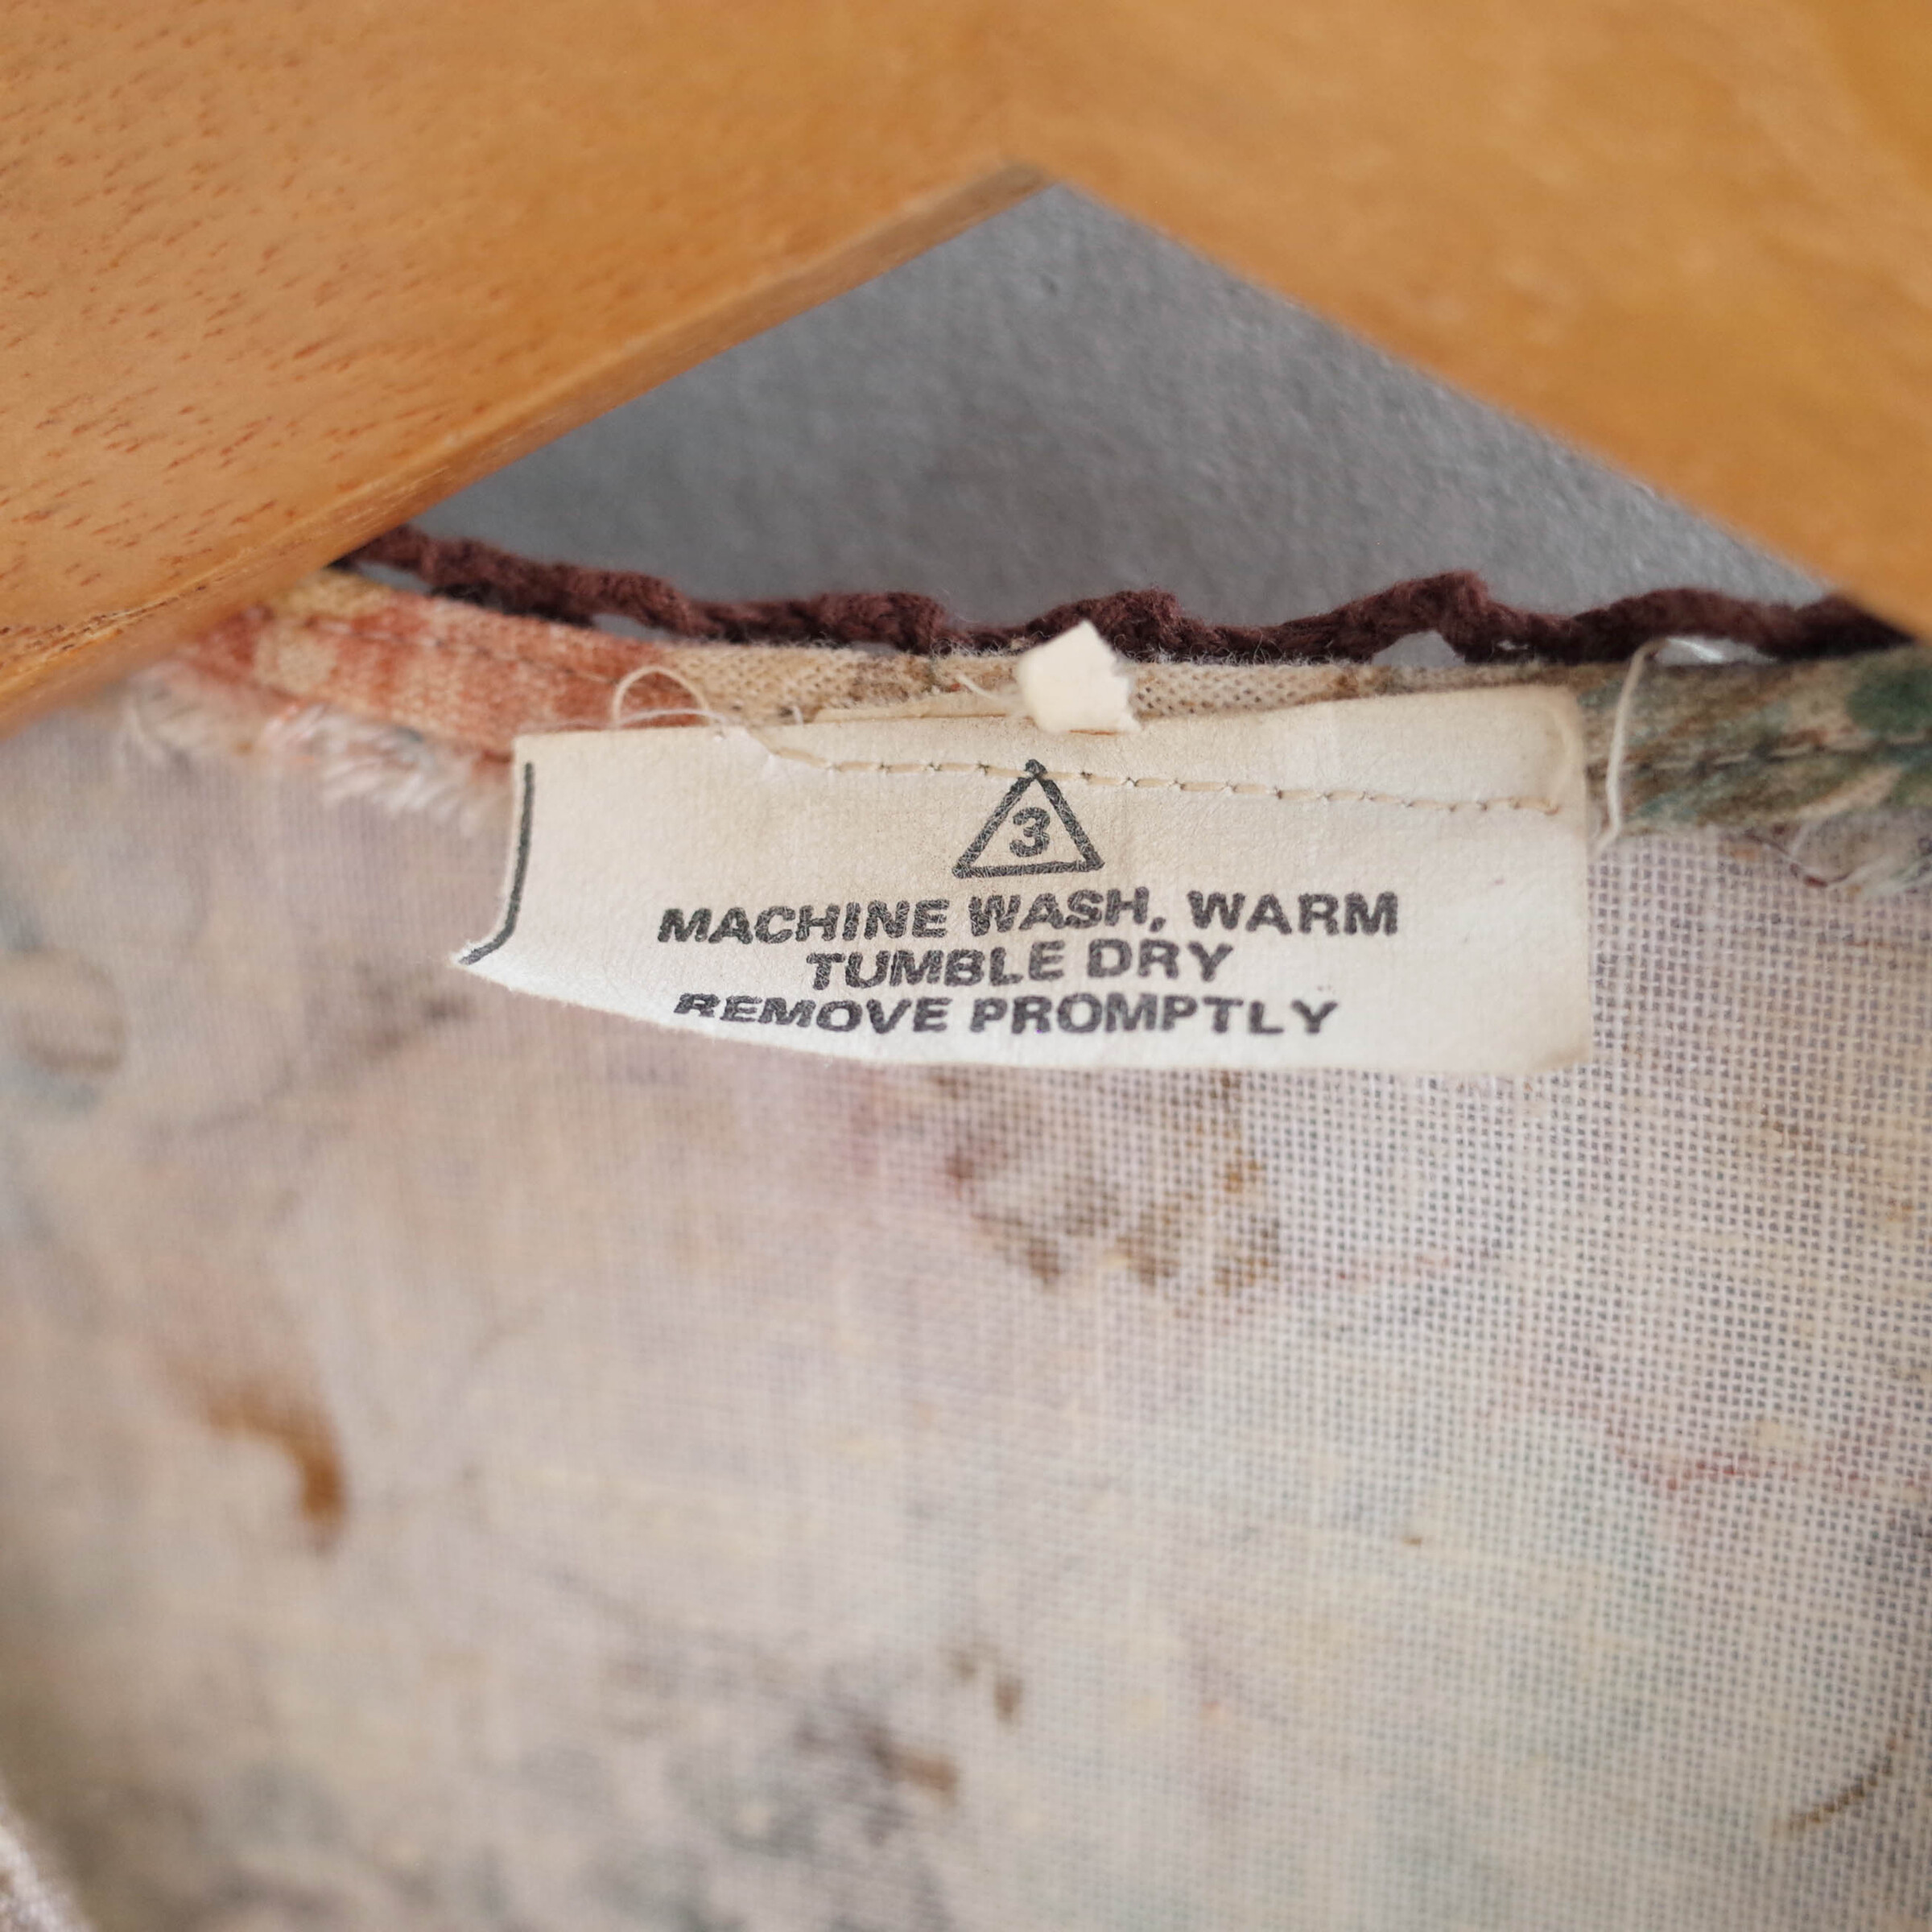 3
MACHINE WASH, WARM
TUMBLE DRY
REMOVE PROMPTLY